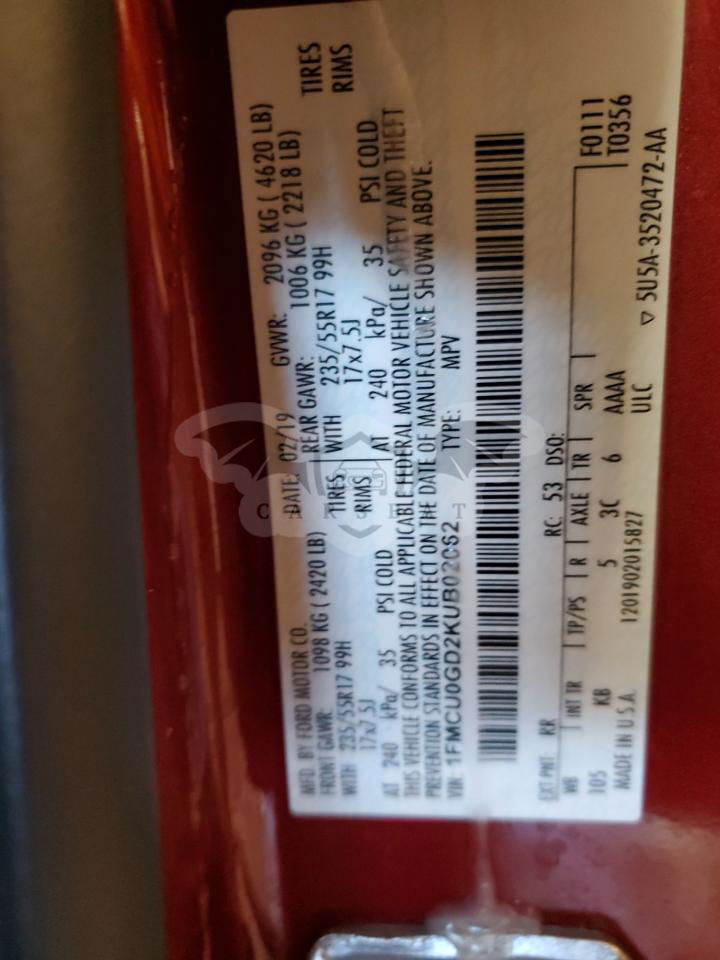 MFD. BY FORD MOTOR CO.
DATE: 02/19
GVWR: 2096 KG ( 4620 LB)
FRONT GAWR: 1098 KG ( 2420 LB)
REAR GAWR: 1006 KG ( 2218 LB)
WITH 235/55R17 99H TIRES
WITH 235/55R17 99H TIRES
17x7.5J RIMS
17x7.5J RIMS
AT 240 kPa/ 35 PSI COLD
AT 240 kPa/ 35 PSI COLD
THIS VEHICLE CONFORMS TO ALL APPLICABLE FEDERAL MOTOR VEHICLE SAFETY AND THEFT
PREVENTION STANDARDS IN EFFECT ON THE DATE OF MANUFACTURE SHOWN ABOVE.
VIN: TYPE: MPV
EXT PNT: RR RC: 53 DSO: F0111
WB INT TR TP/PS R AXLE TR SPR T0356
105 KB 5 3C 6 AAAA
MADE IN U.S.A. 1201902015827 ULC
▽ 5U5A-3520472-AA